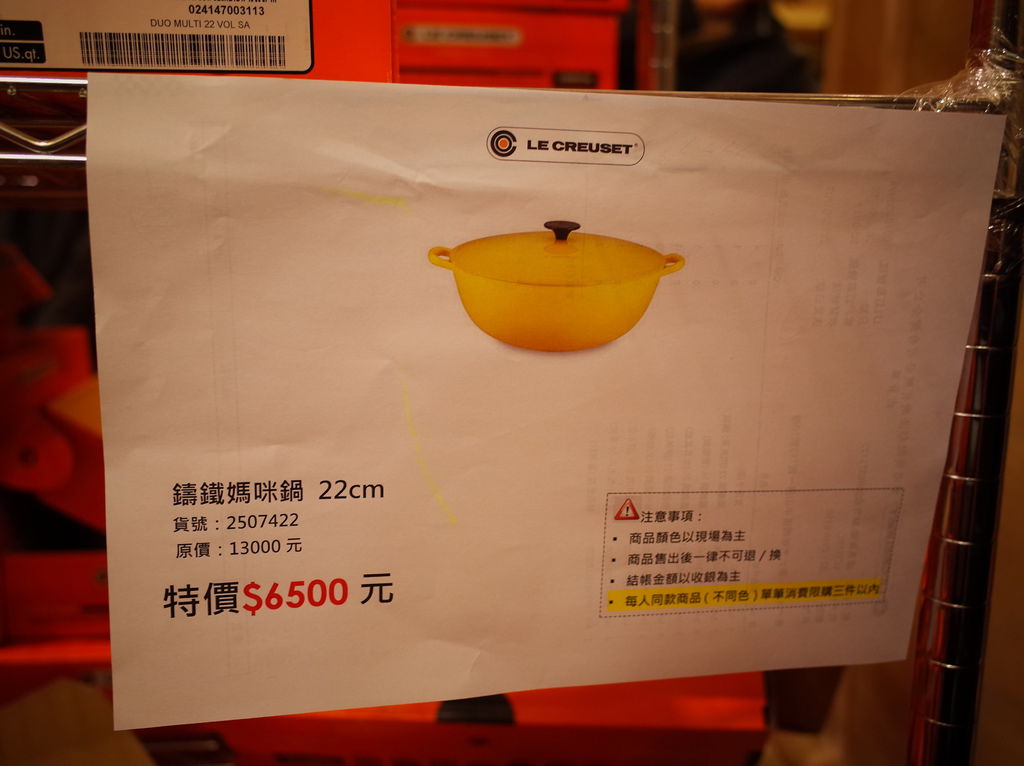 024147003113
DUO MULTI 22 VOL SA
in.
US.qt.
LE CREUSET
LE CREUSET
鑄鐵媽咪鍋 22cm
貨號：2507422
原價：13000 元
特價$6500 元
注意事項：
▪ 商品顏色以現場為主
▪ 商品售出後一律不可退／換
▪ 結帳金額以收銀為主
▪ 每人同款商品（不同色）單筆消費限購三件以內